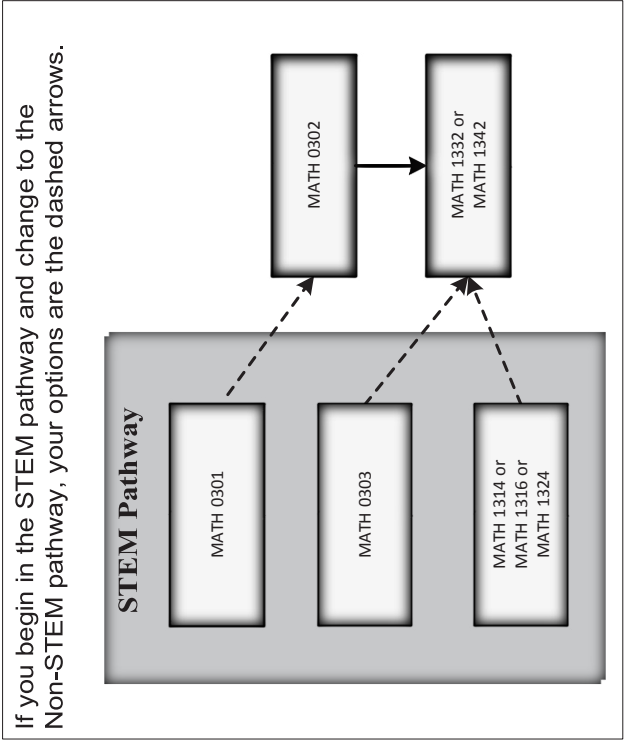 If you begin in the STEM pathway and change to the
Non-STEM pathway, your options are the dashed arrows.
STEM Pathway
MATH 0301
MATH 0303
MATH 1314 or
MATH 1316 or
MATH 1324
MATH 0302
MATH 1332 or
MATH 1342